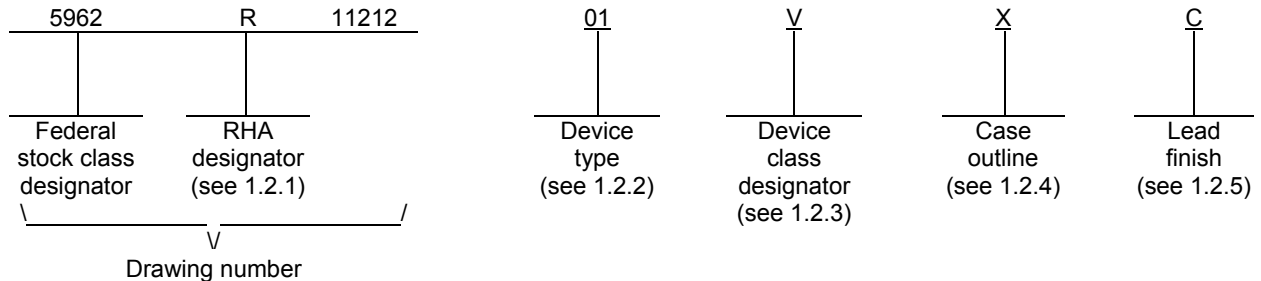 5962 R 11212 01 V X C
Federal RHA Device Device Case Lead
stock class designator type class outline finish
designator (see 1.2.1) (see 1.2.2) designator (see 1.2.4) (see 1.2.5)
(see 1.2.3)
\ /
\/
Drawing number